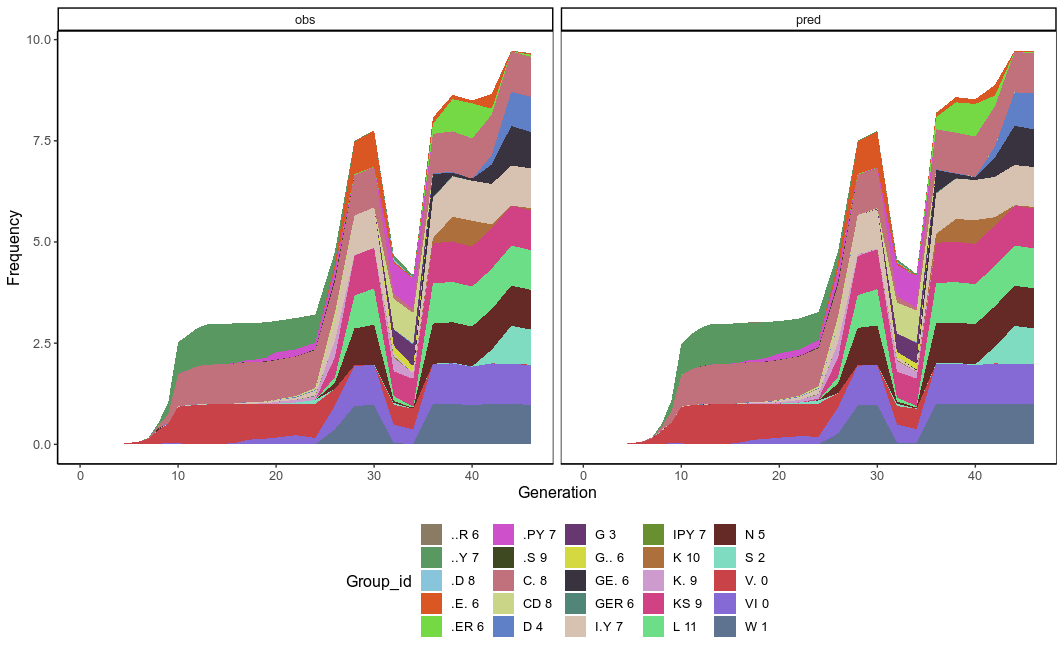 obs pred
10.0
7.5
5.0
2.5
0.0
Frequency
0 10 20 30 40 0 10 20 30 40
Generation
Group_id
..R 6 .PY 7 G 3 IPY 7 N 5
..Y 7 .S 9 G.. 6 K 10 S 2
.D 8 C. 8 GE. 6 K. 9 V. 0
.E. 6 CD 8 GER 6 KS 9 VI 0
.ER 6 D 4 I.Y 7 L 11 W 1